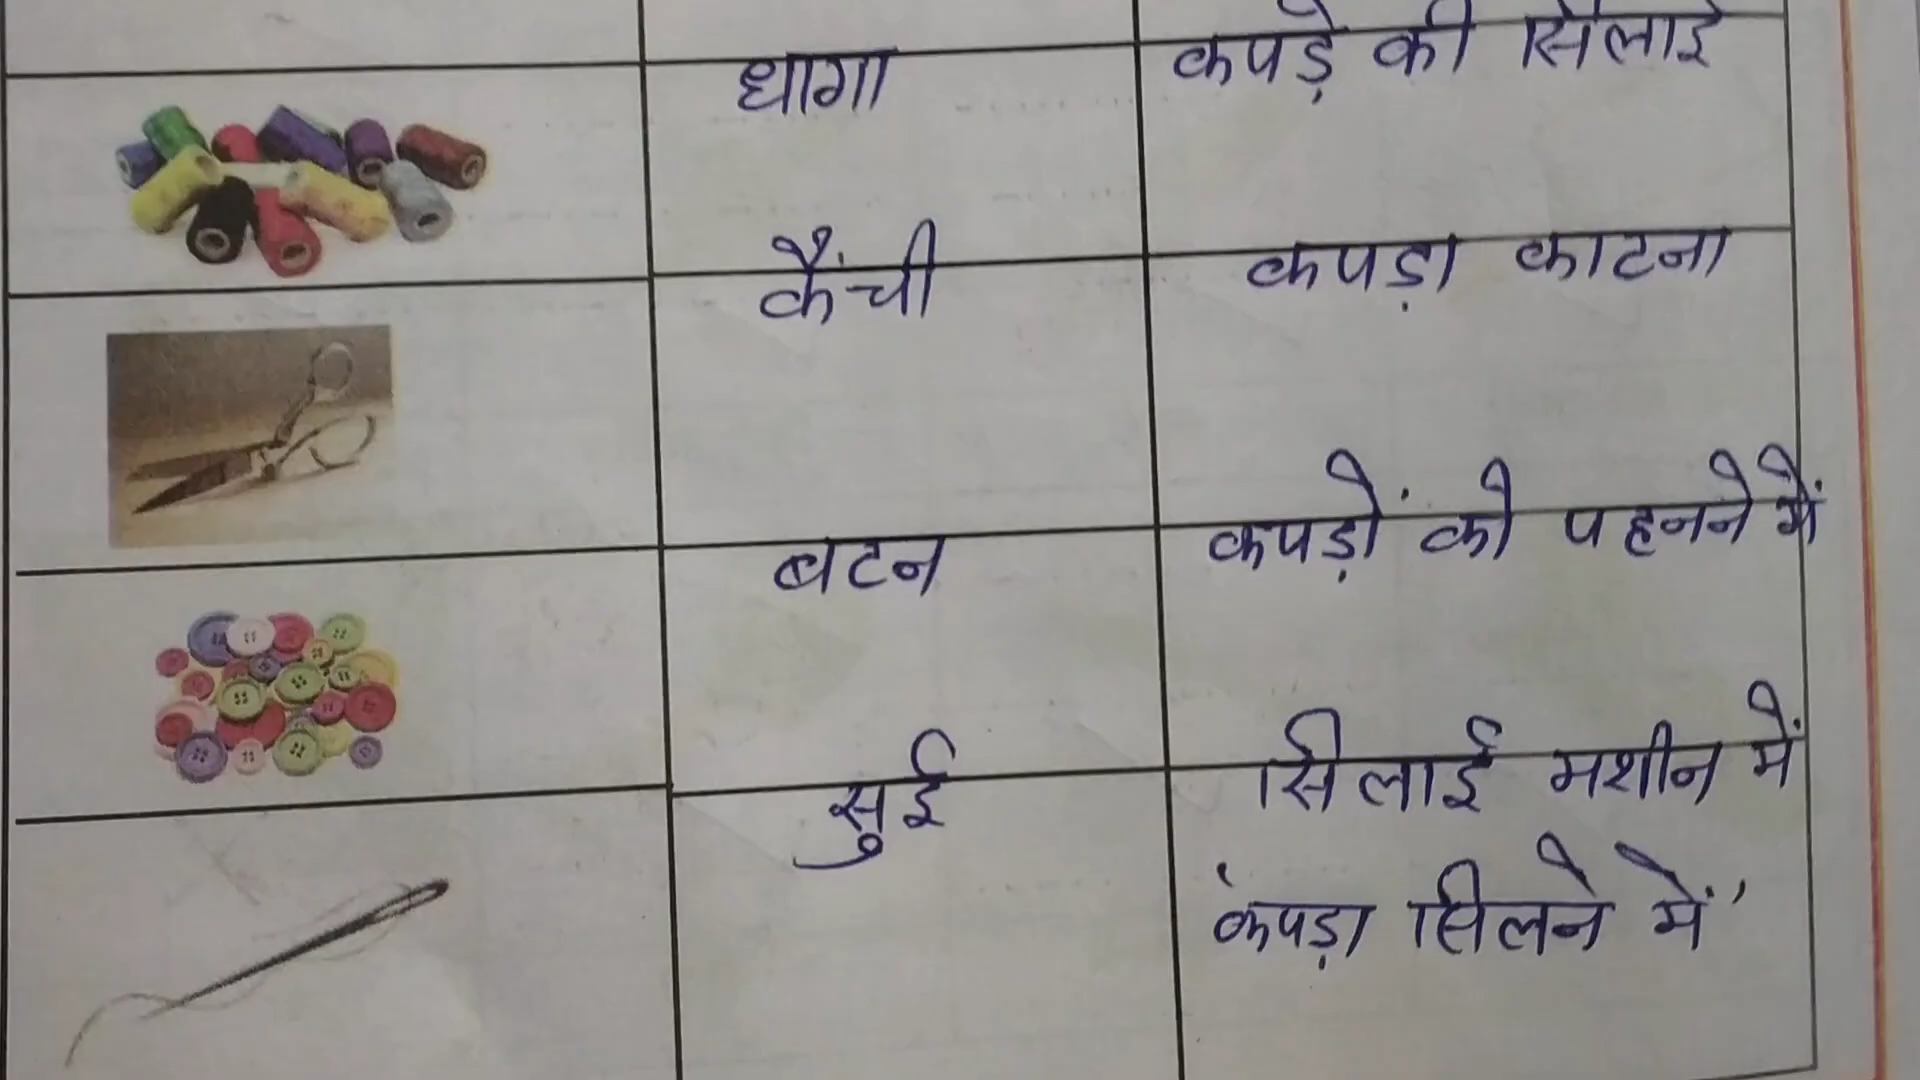 धागा कपड़े की सिलाई
कैंची कपड़ा काटना
बटन कपड़ों को पहनने में
सुई सिलाई मशीन में
'कपड़ा सिलने में'